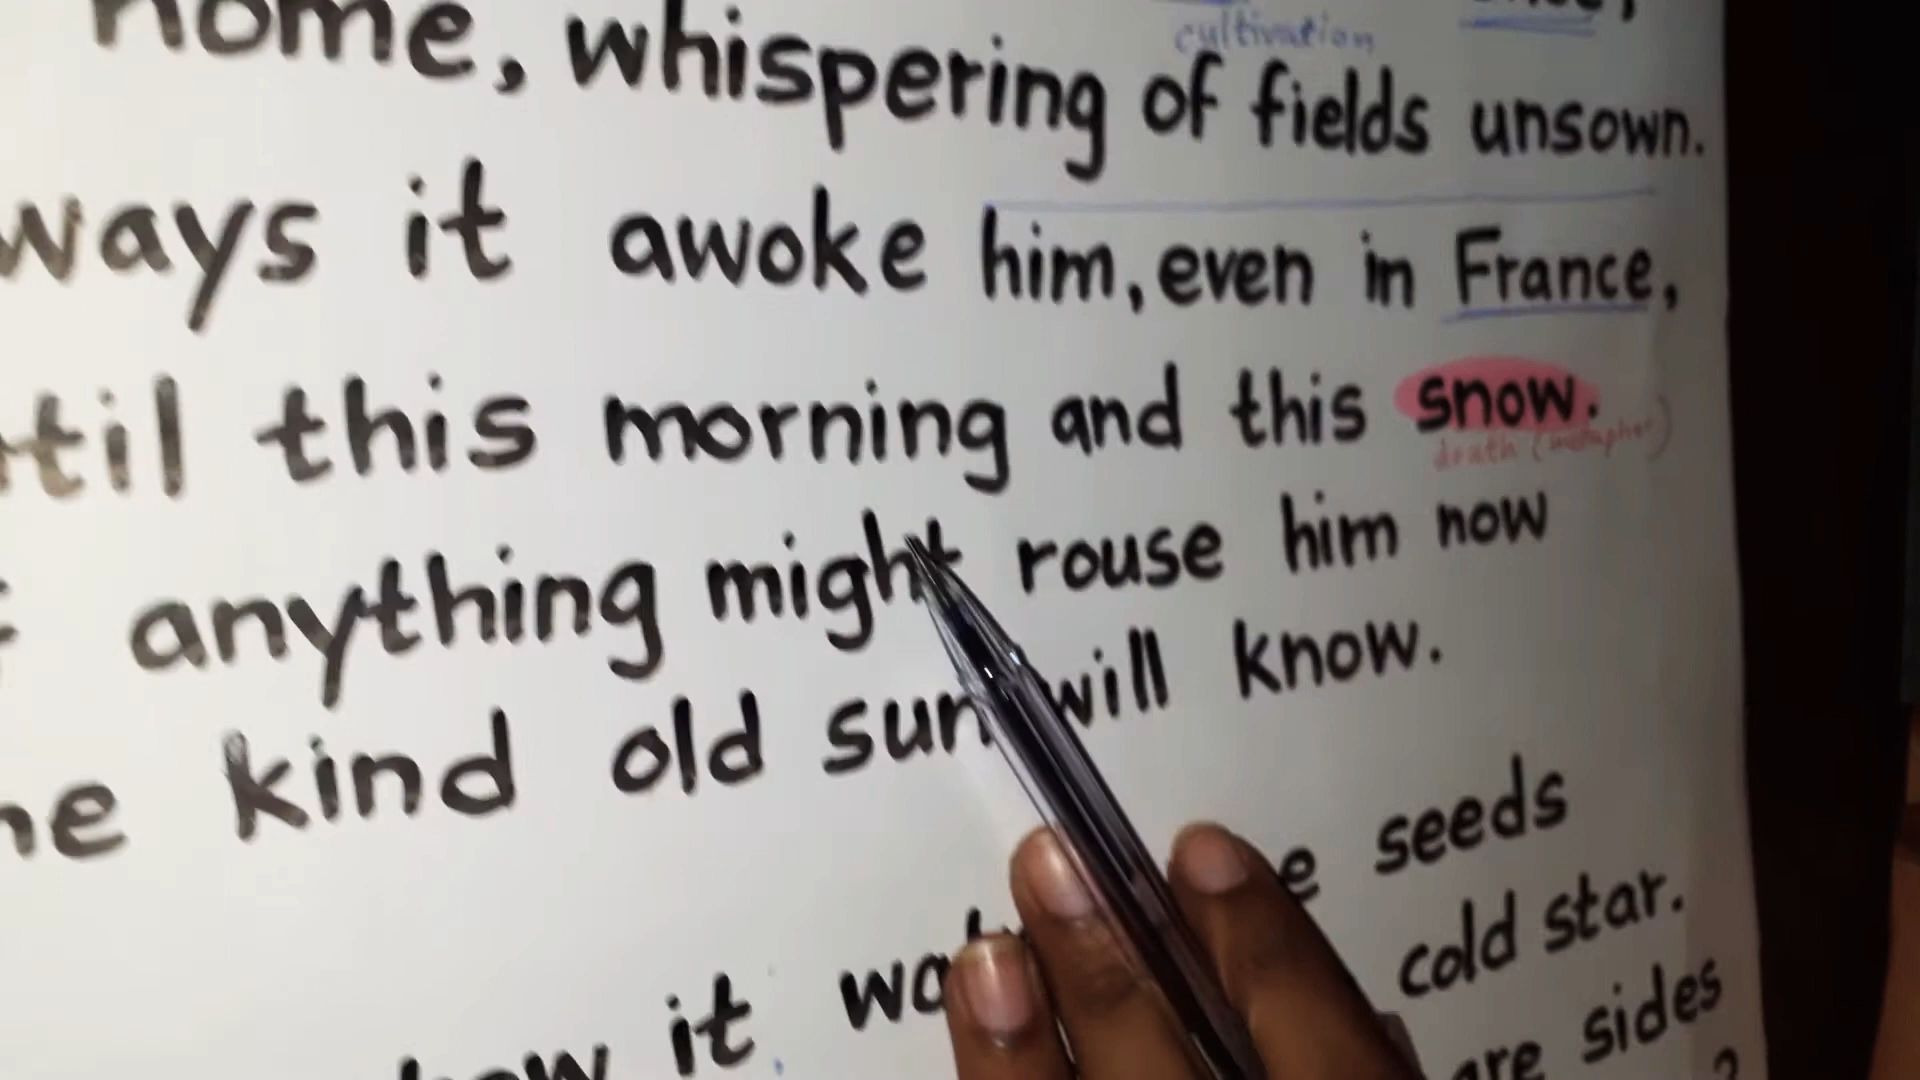 home, whispering of fields unsown.
cultivation
ways it awoke him, even in France,
til this morning and this snow.
death (metaphor)
anything might rouse him now
kind old sun will know.
seeds
it cold star.
sides